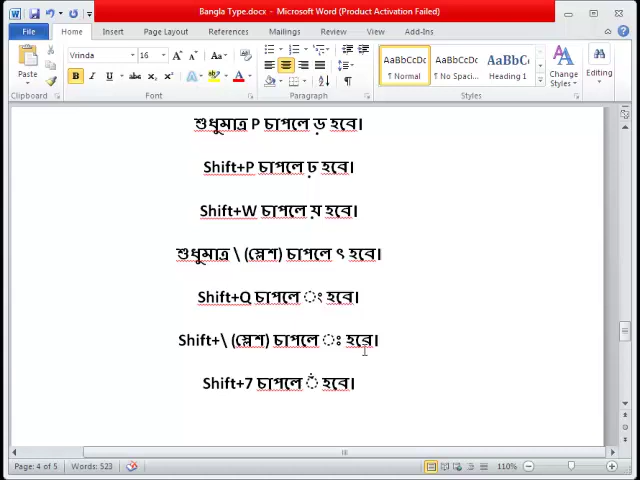 Bangla Type.docx - Microsoft Word (Product Activation Failed)
File Home Insert Page Layout References Mailings Review View
Paste
Clipboard
Vrinda 16
Font
Paragraph
AaBbCcDc AaBbCcDc AaBbCc
¶ Normal ¶ No Spaci... Heading 1
Change Styles
Styles
Editing
শুধুমাত্র P চাপলে ড় হবে।
Shift+P চাপলে ঢ় হবে।
Shift+W চাপলে য় হবে।
শুধুমাত্র \ (স্লেশ) চাপলে ৎ হবে।
Shift+Q চাপলে ং হবে।
Shift+\ (স্লেশ) চাপলে ঃ হবে।
Shift+7 চাপলে ঁ হবে।
Page: 4 of 5 Words: 523 110%